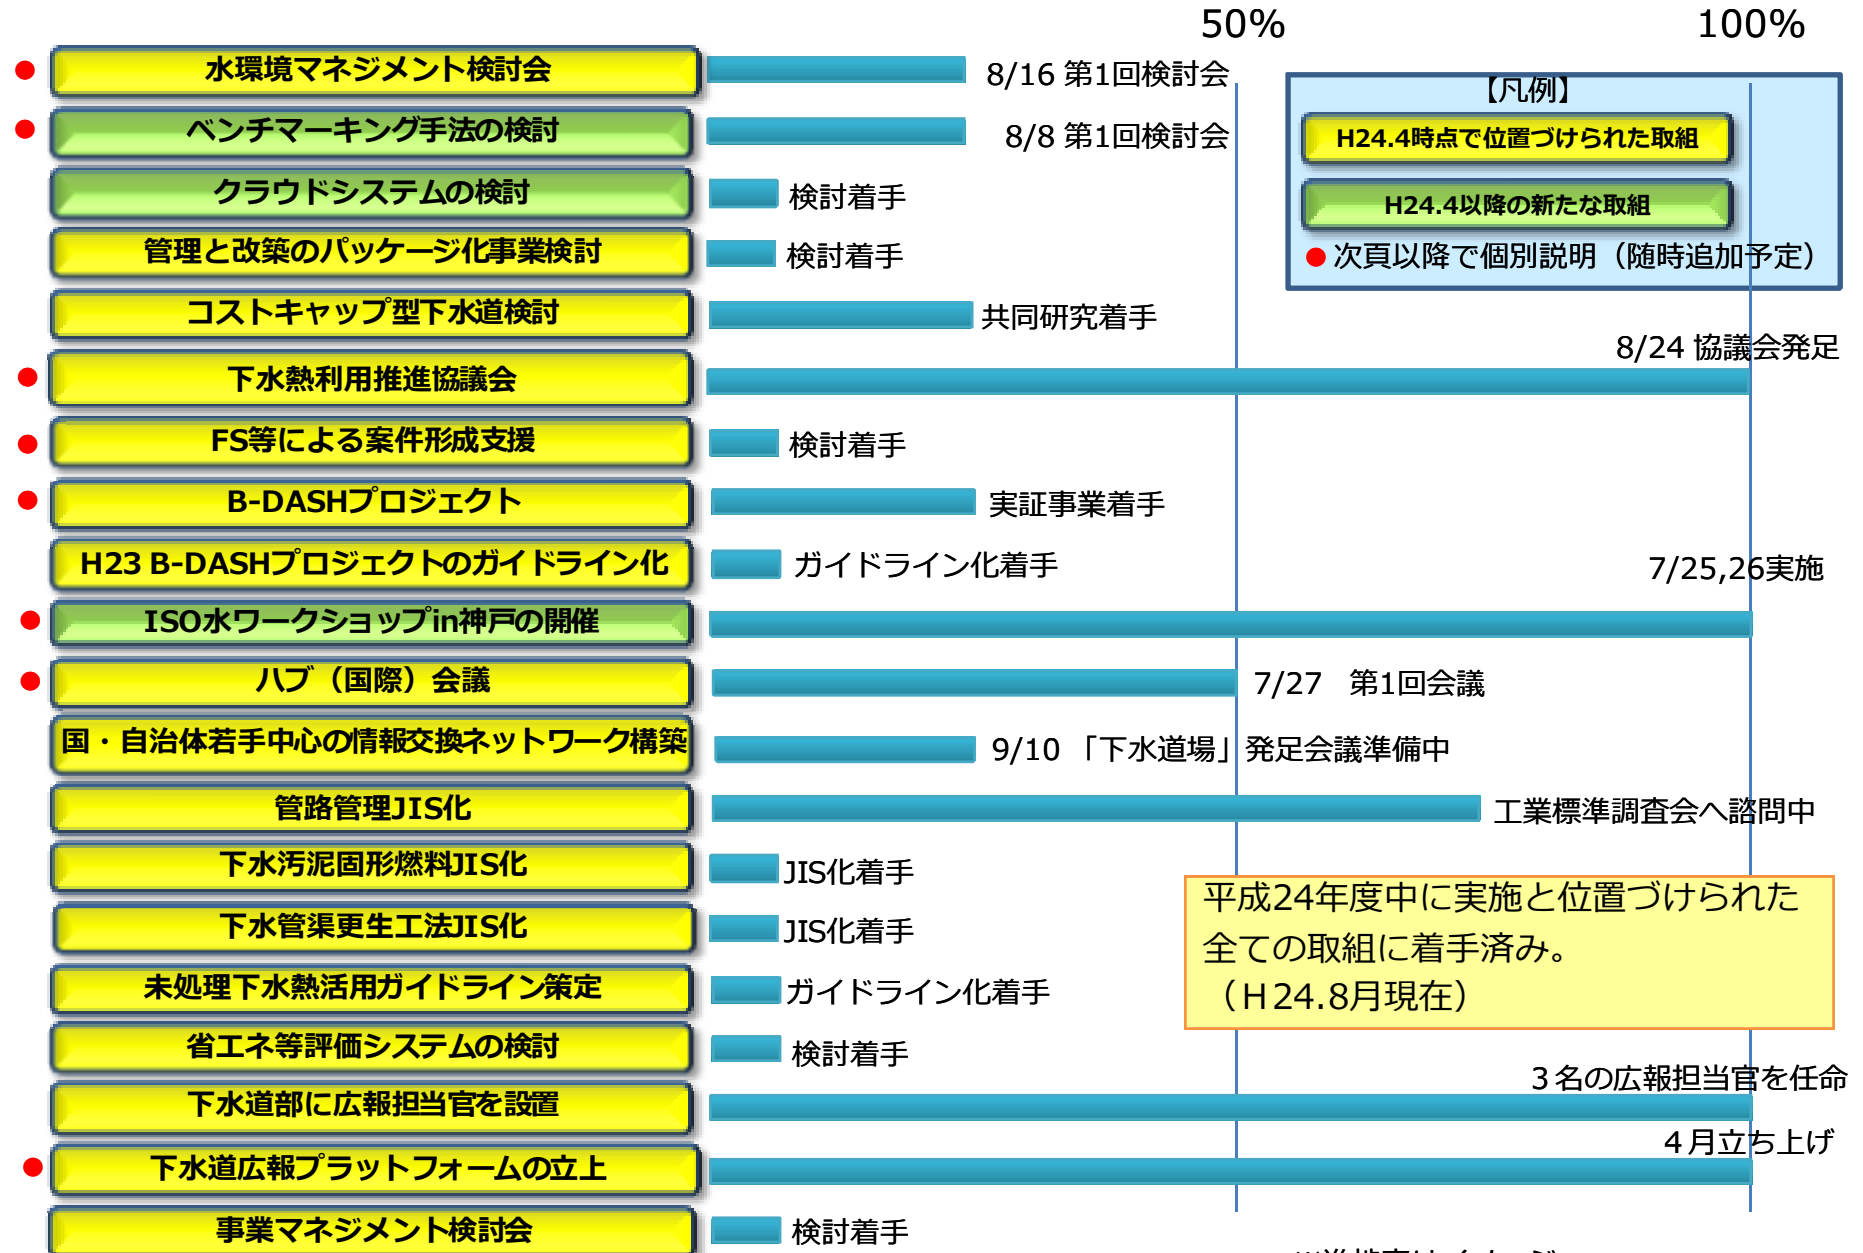 50% 100%
水環境マネジメント検討会 8/16 第1回検討会
【凡例】
H24.4時点で位置づけられた取組
H24.4以降の新たな取組
●次頁以降で個別説明（随時追加予定）
ベンチマーキング手法の検討 8/8 第1回検討会
クラウドシステムの検討 検討着手
管理と改築のパッケージ化事業検討 検討着手
コストキャップ型下水道検討 共同研究着手
8/24 協議会発足
下水熱利用推進協議会
FS等による案件形成支援 検討着手
B-DASHプロジェクト 実証事業着手
H23 B-DASHプロジェクトのガイドライン化 ガイドライン化着手
7/25,26実施
ISO水ワークショップin神戸の開催
ハブ（国際）会議 7/27 第1回会議
国・自治体若手中心の情報交換ネットワーク構築 9/10 「下水道場」発足会議準備中
管路管理JIS化 工業標準調査会へ諮問中
下水汚泥固形燃料JIS化 JIS化着手
下水管渠更生工法JIS化 JIS化着手
平成24年度中に実施と位置づけられた
全ての取組に着手済み。
（Ｈ24.8月現在）
未処理下水熱活用ガイドライン策定 ガイドライン化着手
省エネ等評価システムの検討 検討着手
３名の広報担当官を任命
下水道部に広報担当官を設置
４月立ち上げ
下水道広報プラットフォームの立上
事業マネジメント検討会 検討着手